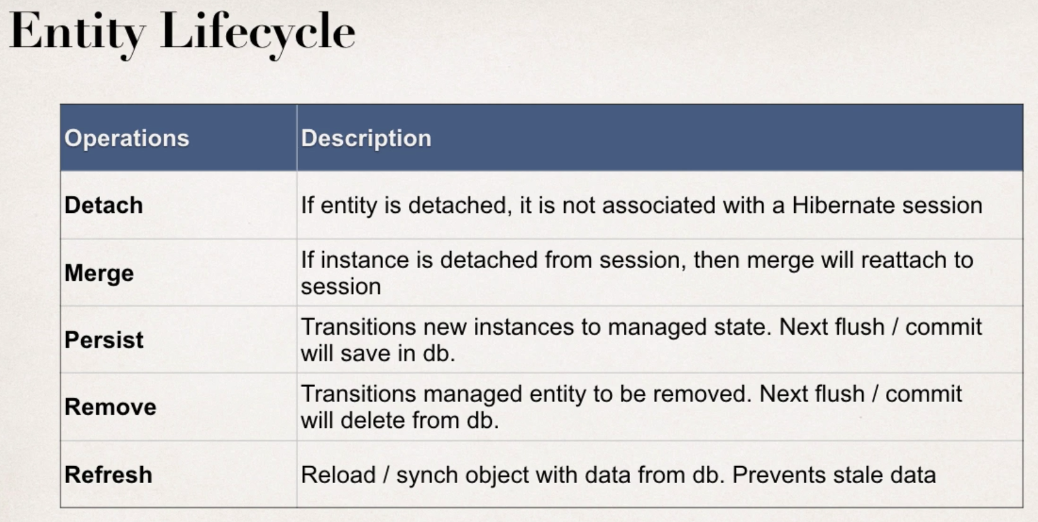 Entity Lifecycle
Operations Description
Detach If entity is detached, it is not associated with a Hibernate session
Merge If instance is detached from session, then merge will reattach to
session
Persist Transitions new instances to managed state. Next flush / commit
will save in db.
Remove Transitions managed entity to be removed. Next flush / commit
will delete from db.
Refresh Reload / synch object with data from db. Prevents stale data